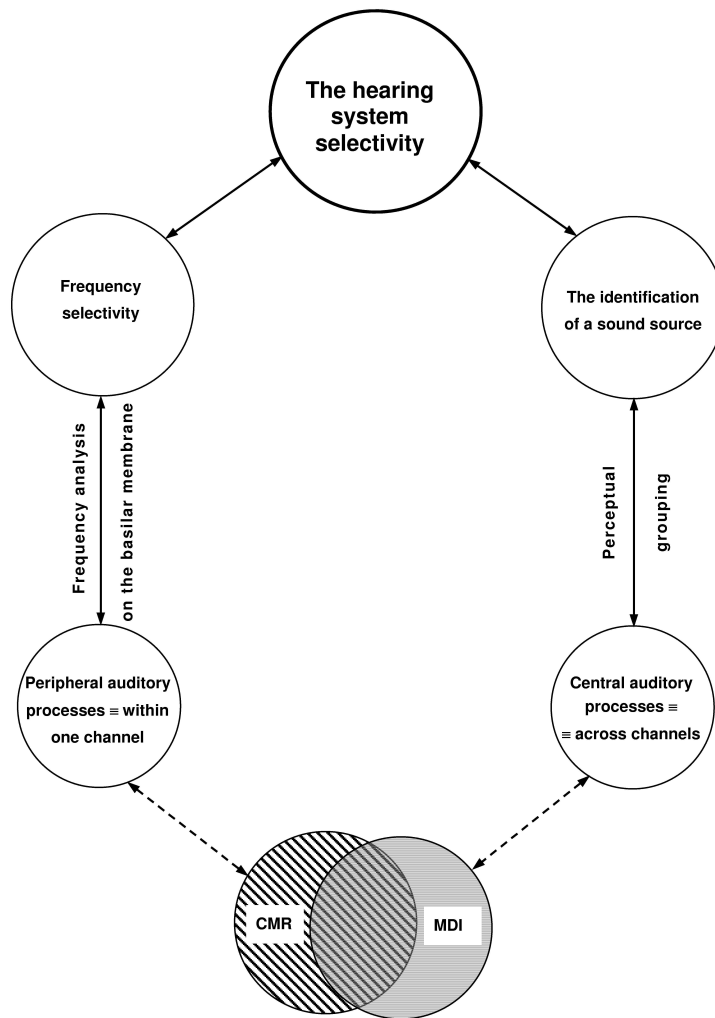 The hearing
system
selectivity
Frequency
selectivity
The identification
of a sound source
Frequency analysis
on the basilar membrane
Perceptual
grouping
Peripheral auditory
processes ≡ within
one channel
Central auditory
processes ≡
≡ across channels
CMR
MDI